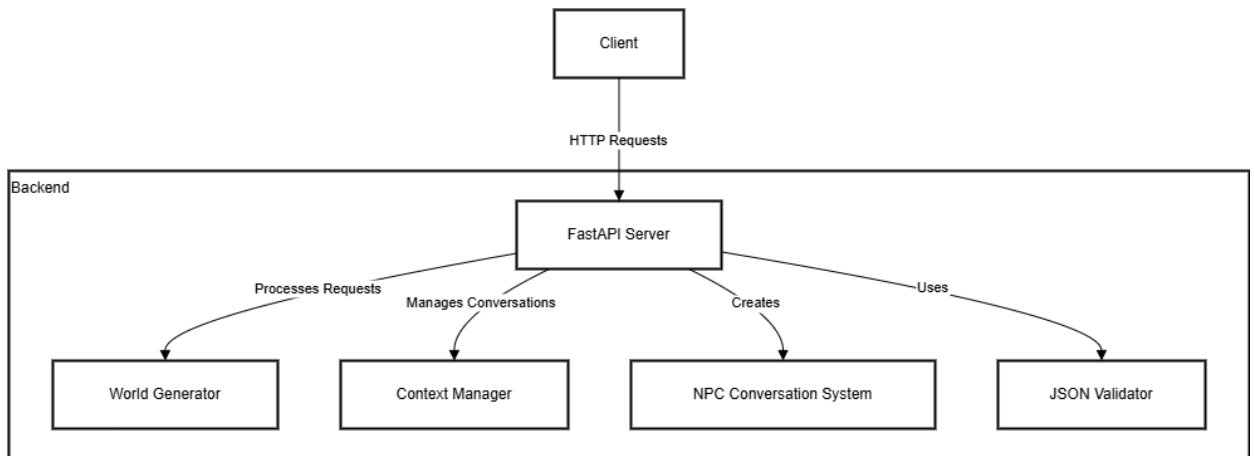 Client
HTTP Requests
Backend
FastAPI Server
Processes Requests
Manages Conversations
Creates
Uses
World Generator
Context Manager
NPC Conversation System
JSON Validator